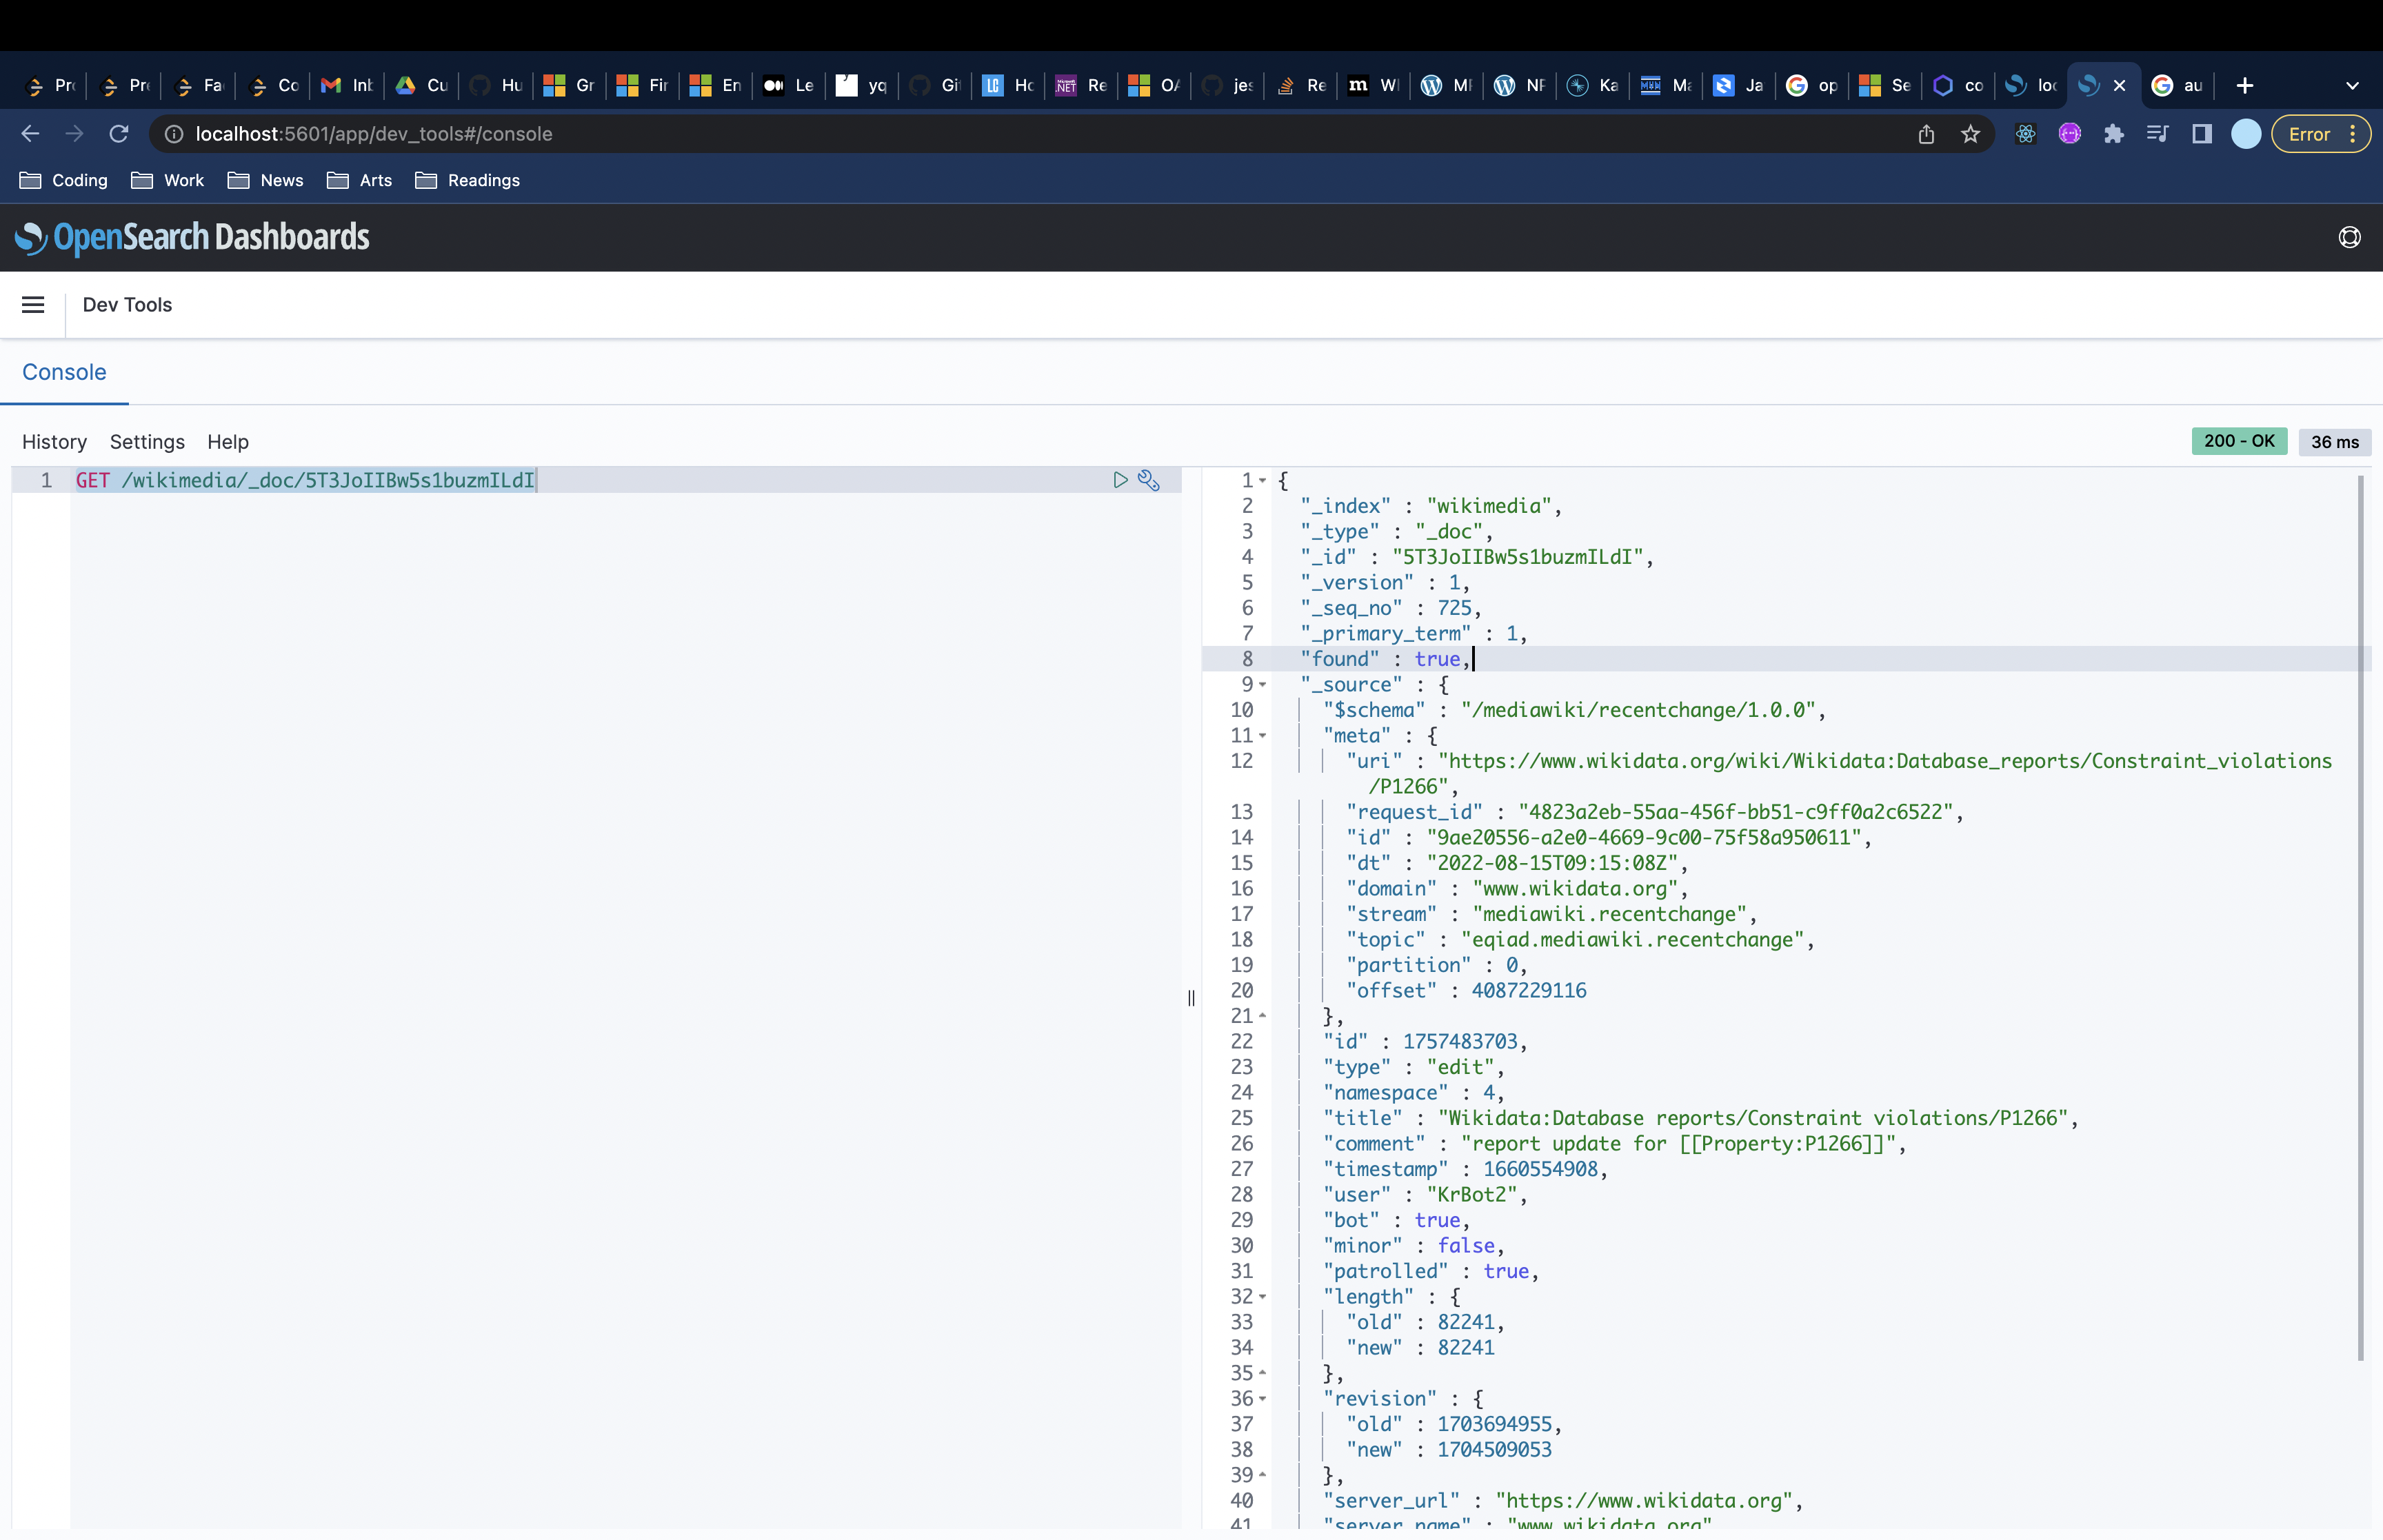 Pr
Pr
Fa
Co
Inb
Cu
Hu
Gr
Fir
En
Le
yq
Gi
LC
Ho
.NET
Re
OA
jes
Re
m
W
MF
NF
Ka
Ma
Ja
op
Se
co
loc
au
localhost:5601/app/dev_tools#/console
Error
Coding
Work
News
Arts
Readings
OpenSearch Dashboards
Dev Tools
Console
History Settings Help
200 - OK
36 ms
1 GET /wikimedia/_doc/5T3JoIIBw5s1buzmILdI
1 {
2 "_index" : "wikimedia",
3 "_type" : "_doc",
4 "_id" : "5T3JoIIBw5s1buzmILdI",
5 "_version" : 1,
6 "_seq_no" : 725,
7 "_primary_term" : 1,
8 "found" : true,
9 "_source" : {
10 "$schema" : "/mediawiki/recentchange/1.0.0",
11 "meta" : {
12 "uri" : "https://www.wikidata.org/wiki/Wikidata:Database_reports/Constraint_violations
/P1266",
13 "request_id" : "4823a2eb-55aa-456f-bb51-c9ff0a2c6522",
14 "id" : "9ae20556-a2e0-4669-9c00-75f58a950611",
15 "dt" : "2022-08-15T09:15:08Z",
16 "domain" : "www.wikidata.org",
17 "stream" : "mediawiki.recentchange",
18 "topic" : "eqiad.mediawiki.recentchange",
19 "partition" : 0,
20 "offset" : 4087229116
21 },
22 "id" : 1757483703,
23 "type" : "edit",
24 "namespace" : 4,
25 "title" : "Wikidata:Database reports/Constraint violations/P1266",
26 "comment" : "report update for [[Property:P1266]]",
27 "timestamp" : 1660554908,
28 "user" : "KrBot2",
29 "bot" : true,
30 "minor" : false,
31 "patrolled" : true,
32 "length" : {
33 "old" : 82241,
34 "new" : 82241
35 },
36 "revision" : {
37 "old" : 1703694955,
38 "new" : 1704509053
39 },
40 "server_url" : "https://www.wikidata.org",
41 "server_name" : "www.wikidata.org"